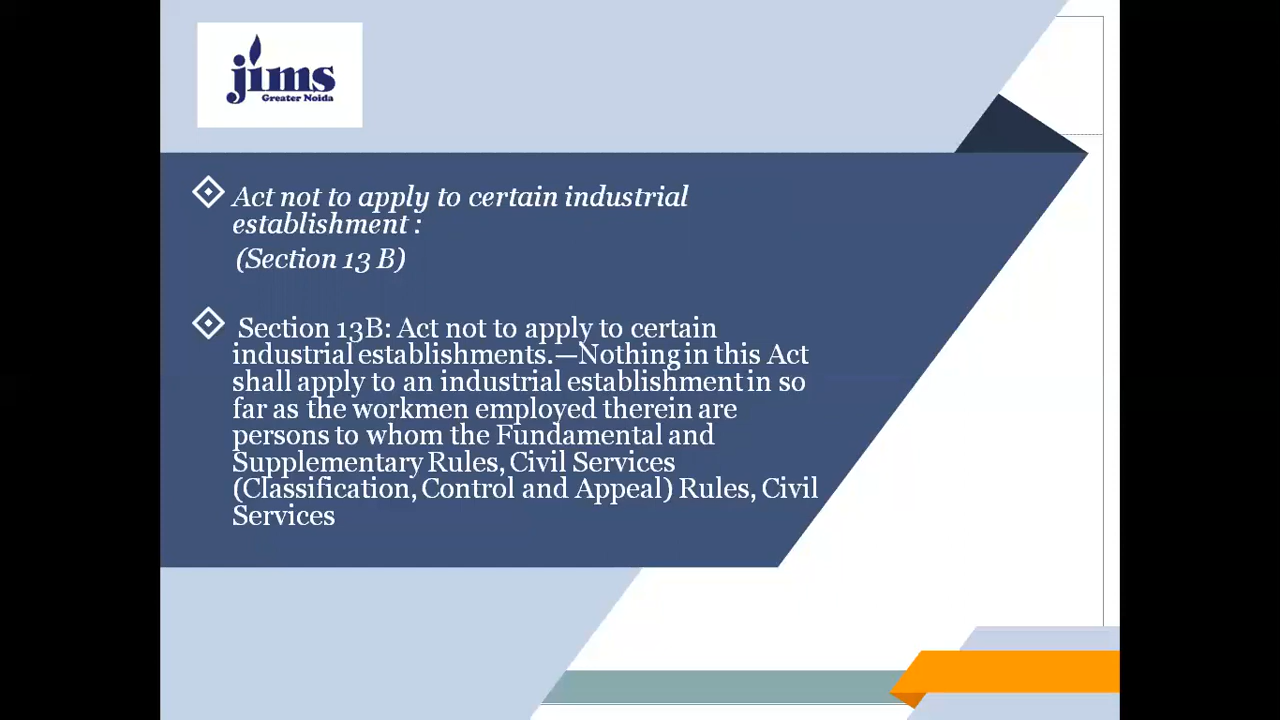 jims
Greater Noida
Act not to apply to certain industrial
establishment :
(Section 13 B)
Section 13B: Act not to apply to certain
industrial establishments.—Nothing in this Act
shall apply to an industrial establishment in so
far as the workmen employed therein are
persons to whom the Fundamental and
Supplementary Rules, Civil Services
(Classification, Control and Appeal) Rules, Civil
Services